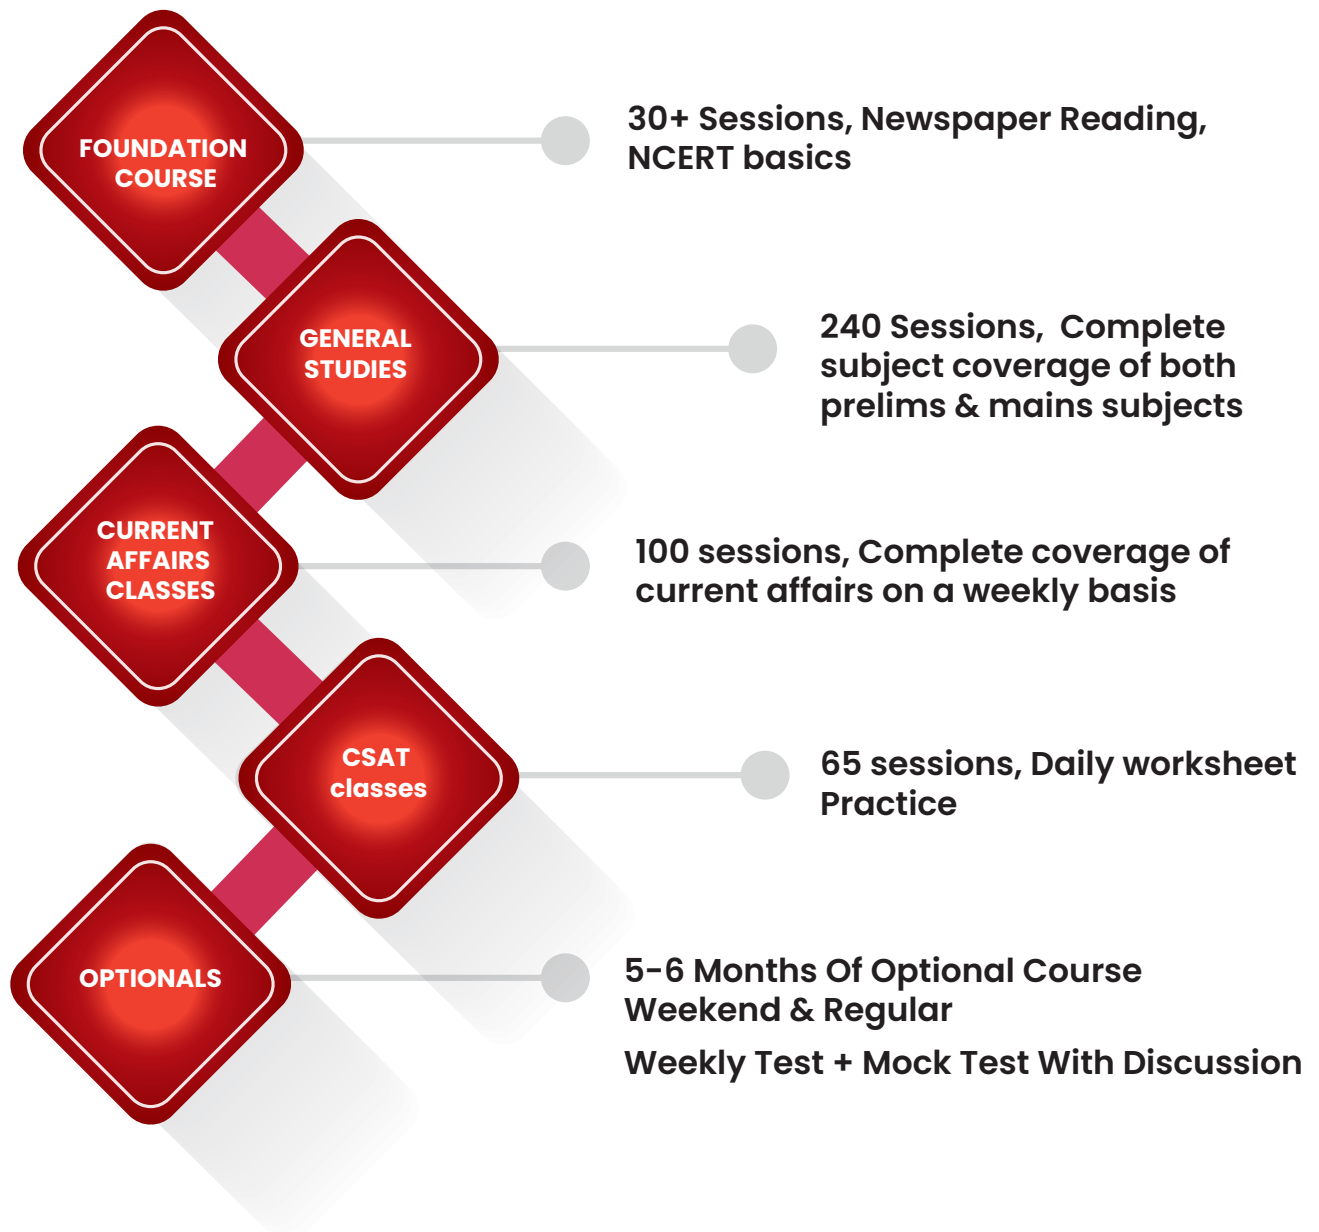 FOUNDATION
COURSE
30+ Sessions, Newspaper Reading,
NCERT basics
GENERAL
STUDIES
240 Sessions,  Complete
subject coverage of both
prelims & mains subjects
CURRENT
AFFAIRS
CLASSES
100 sessions, Complete coverage of
current affairs on a weekly basis
CSAT
classes
65 sessions, Daily worksheet
Practice
OPTIONALS
5-6 Months Of Optional Course
Weekend & Regular
Weekly Test + Mock Test With Discussion